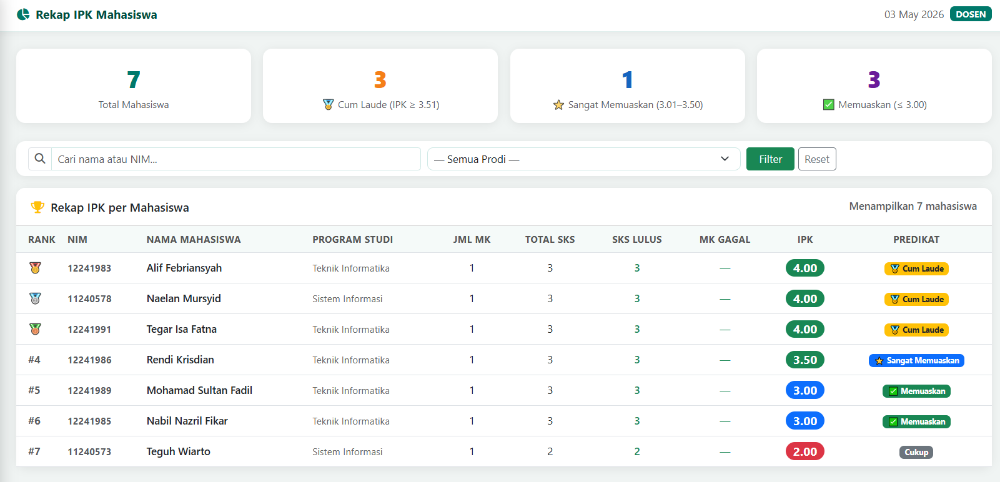 Rekap IPK Mahasiswa
03 May 2026 DOSEN
7
Total Mahasiswa
3
Cum Laude (IPK ≥ 3.51)
1
Sangat Memuaskan (3.01–3.50)
3
Memuaskan (≤ 3.00)
Cari nama atau NIM...
— Semua Prodi —
Filter
Reset
Rekap IPK per Mahasiswa
Menampilkan 7 mahasiswa
RANK NIM NAMA MAHASISWA PROGRAM STUDI JML MK TOTAL SKS SKS LULUS MK GAGAL IPK PREDIKAT
12241983 Alif Febriansyah Teknik Informatika 1 3 3 — 4.00 Cum Laude
11240578 Naelan Mursyid Sistem Informasi 1 3 3 — 4.00 Cum Laude
12241991 Tegar Isa Fatna Teknik Informatika 1 3 3 — 4.00 Cum Laude
#4 12241986 Rendi Krisdian Teknik Informatika 1 3 3 — 3.50 Sangat Memuaskan
#5 12241989 Mohamad Sultan Fadil Teknik Informatika 1 3 3 — 3.00 Memuaskan
#6 12241985 Nabil Nazril Fikar Teknik Informatika 1 3 3 — 3.00 Memuaskan
#7 11240573 Teguh Wiarto Sistem Informasi 1 2 2 — 2.00 Cukup